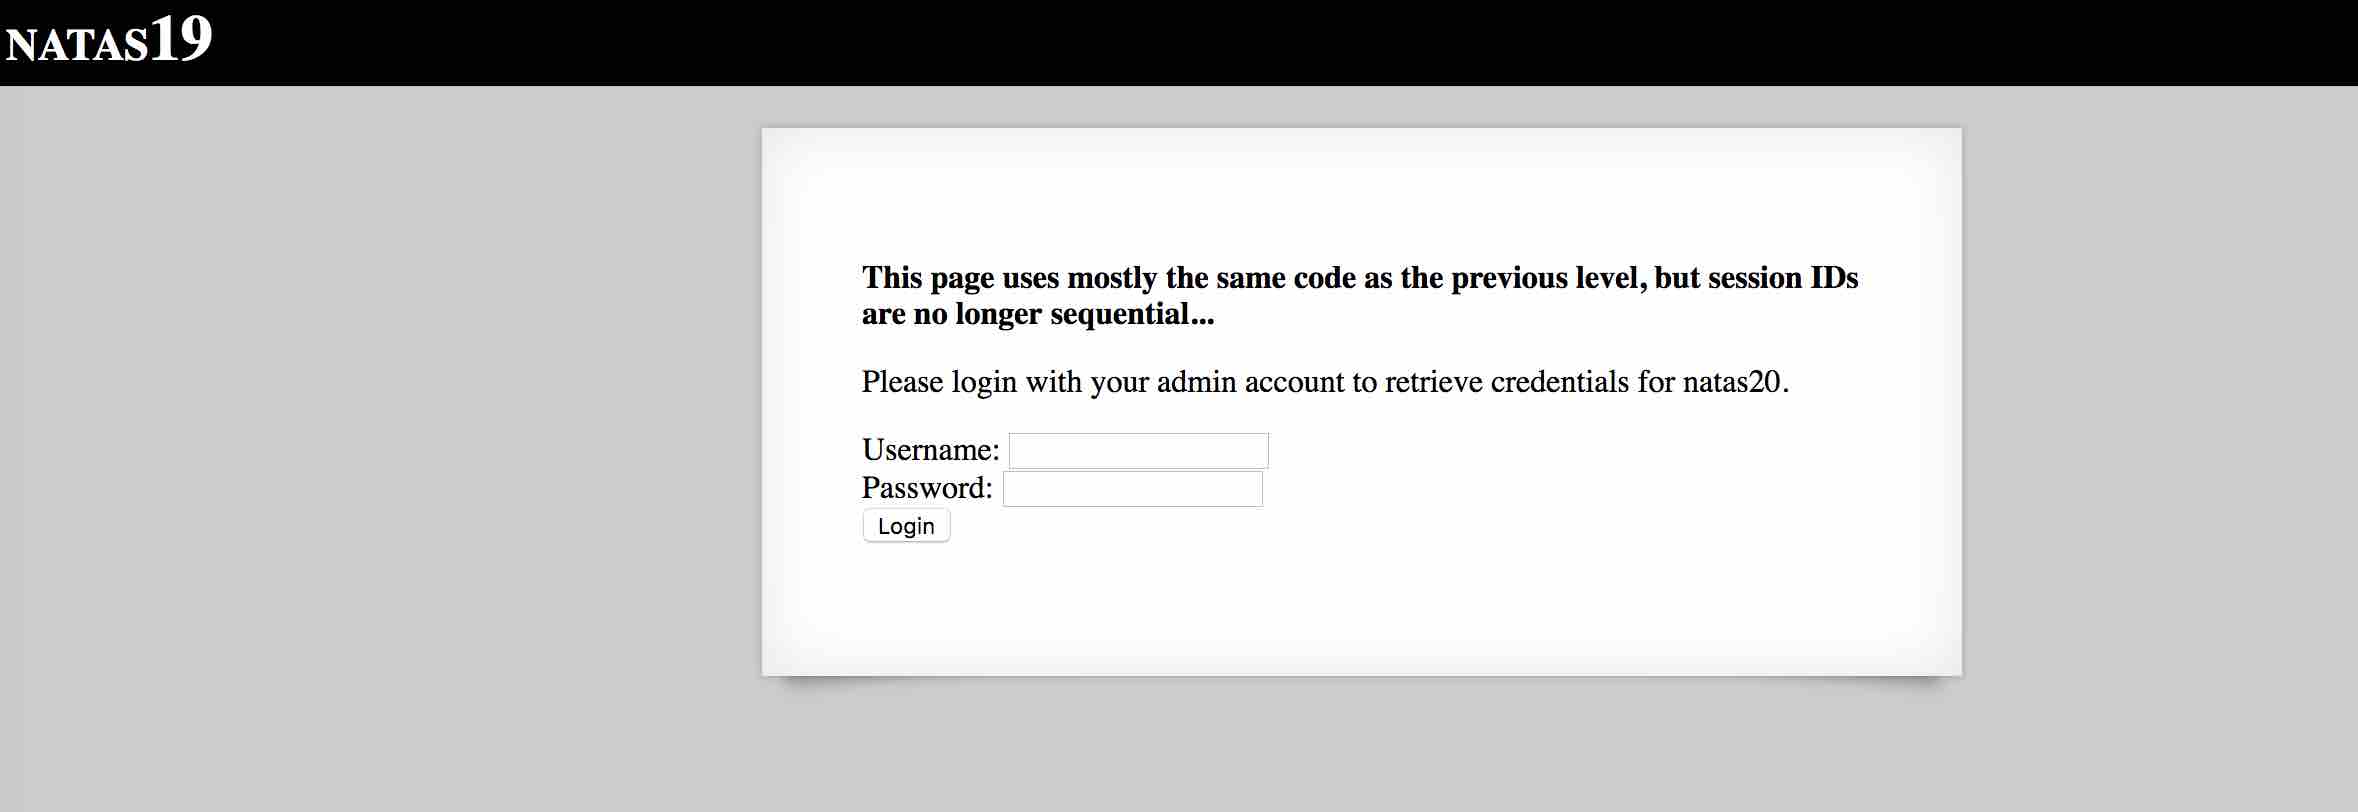 NATAS19
This page uses mostly the same code as the previous level, but session IDs
are no longer sequential...
Please login with your admin account to retrieve credentials for natas20.
Username:
Password:
Login